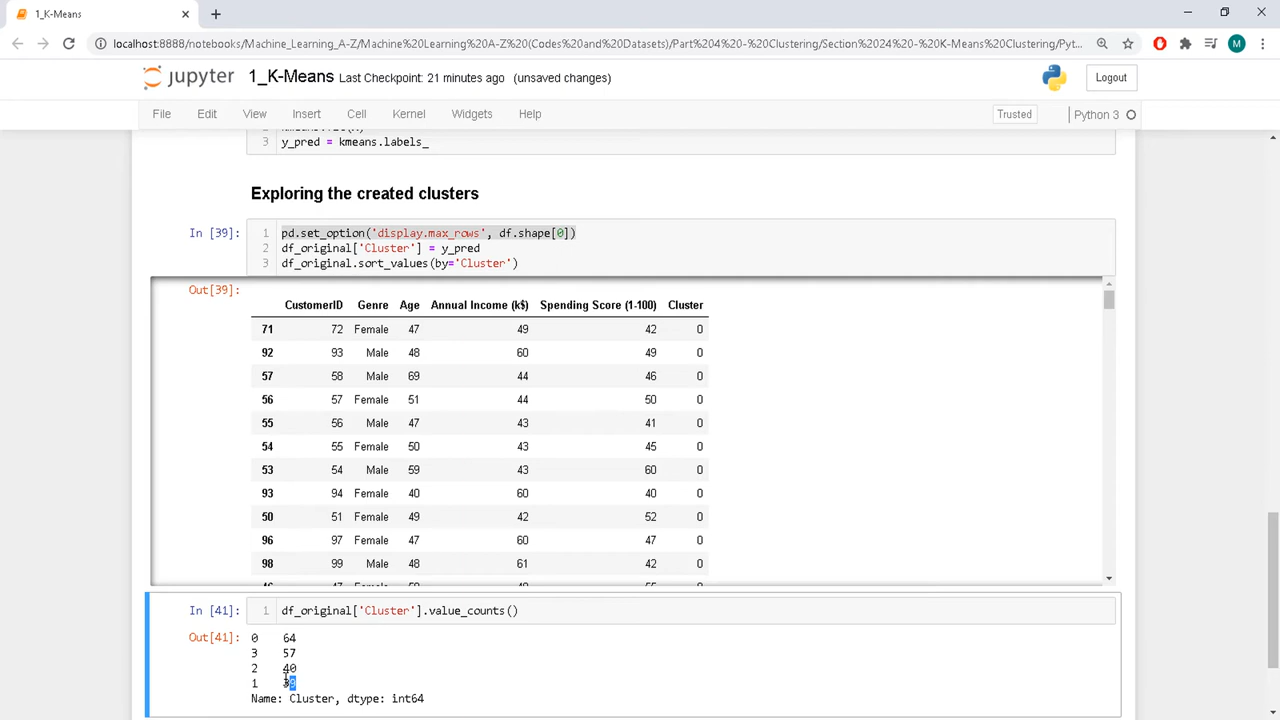 1_K-Means
localhost:8888/notebooks/Machine_Learning_A-Z/Machine%20Learning%20A-Z%20(Codes%20and%20Datasets)/Part%204%20-%20Clustering/Section%2024%20-%20K-Means%20Clustering/Pyt...
M
jupyter 1_K-Means Last Checkpoint: 21 minutes ago (unsaved changes)
Logout
File Edit View Insert Cell Kernel Widgets Help
Trusted
Python 3
3 y_pred = kmeans.labels_
Exploring the created clusters
In [39]: 1 pd.set_option('display.max_rows', df.shape[0])
2 df_original['Cluster'] = y_pred
3 df_original.sort_values(by='Cluster')
Out[39]:
CustomerID Genre Age Annual Income (k$) Spending Score (1-100) Cluster
71 72 Female 47 49 42 0
92 93 Male 48 60 49 0
57 58 Male 69 44 46 0
56 57 Female 51 44 50 0
55 56 Male 47 43 41 0
54 55 Female 50 43 45 0
53 54 Male 59 43 60 0
93 94 Female 40 60 40 0
50 51 Female 49 42 52 0
96 97 Female 47 60 47 0
98 99 Male 48 61 42 0
In [41]: 1 df_original['Cluster'].value_counts()
Out[41]: 0 64
3 57
2 40
1 39
Name: Cluster, dtype: int64